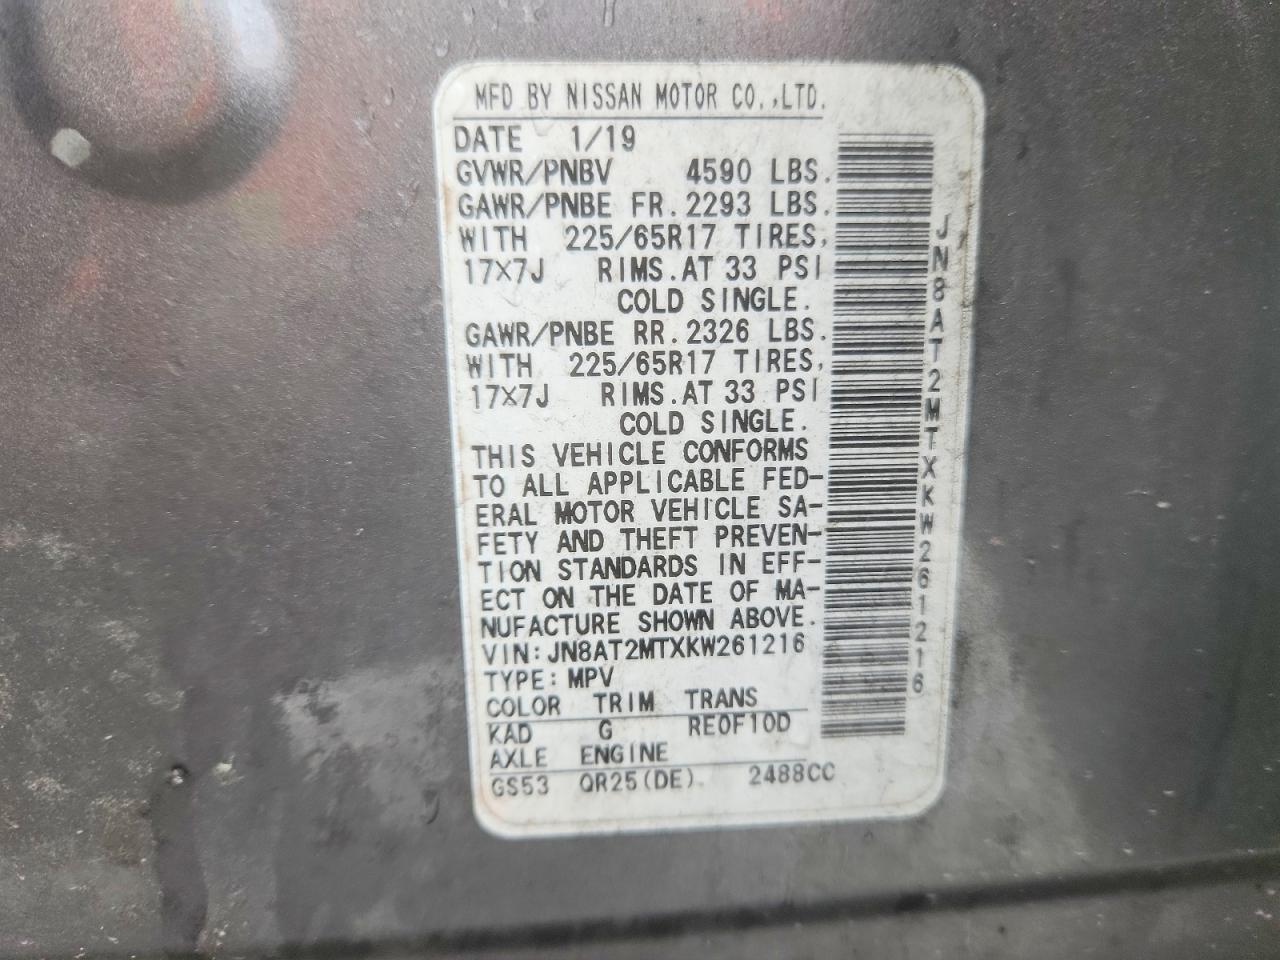 MFD BY NISSAN MOTOR CO.,LTD.
DATE 1/19
GVWR/PNBV 4590 LBS.
GAWR/PNBE FR.2293 LBS.
WITH 225/65R17 TIRES,
17X7J RIMS.AT 33 PSI
COLD SINGLE.
GAWR/PNBE RR.2326 LBS.
WITH 225/65R17 TIRES,
17X7J RIMS.AT 33 PSI
COLD SINGLE.
THIS VEHICLE CONFORMS
TO ALL APPLICABLE FED-
ERAL MOTOR VEHICLE SA-
FETY AND THEFT PREVEN-
TION STANDARDS IN EFF-
ECT ON THE DATE OF MA-
NUFACTURE SHOWN ABOVE.
VIN:JN8AT2MTXKW261216
TYPE:MPV
COLOR TRIM TRANS
KAD G RE0F10D
AXLE ENGINE
GS53 QR25(DE) 2488CC
JN8AT2MTXKW261216